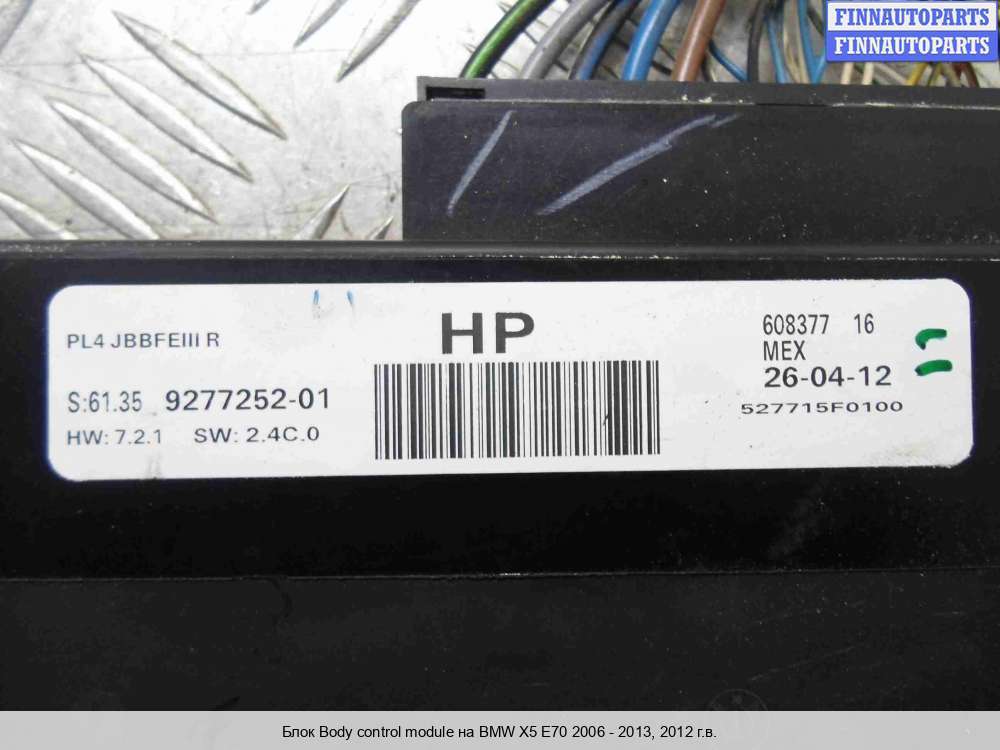 FINNAUTOPARTS
FINNAUTOPARTS
PL4 JBBFEIII R
HP
608377 16
MEX
S:61.35 9277252-01
26-04-12
527715F0100
HW: 7.2.1 SW: 2.4C.0
Блок Body control module на BMW X5 E70 2006 - 2013, 2012 г.в.